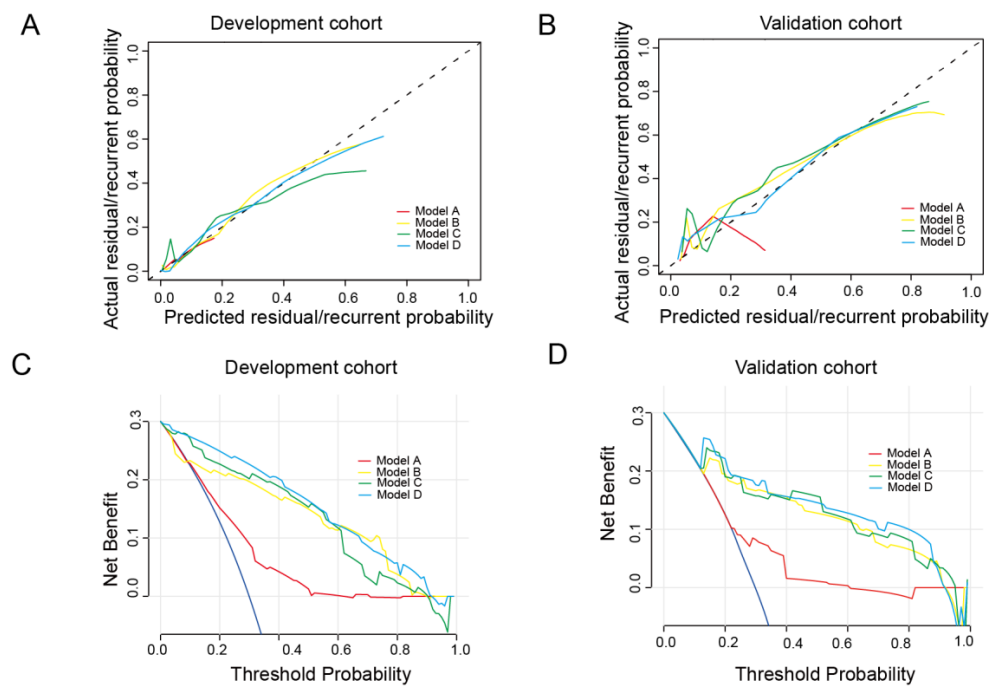 A
Development cohort
Actual residual/recurrent probability
1.0
0.8
0.6
0.4
0.2
0.0
Model A
Model B
Model C
Model D
0.0 0.2 0.4 0.6 0.8 1.0
Predicted residual/recurrent probability
B
Validation cohort
Actual residual/recurrent probability
1.0
0.8
0.6
0.4
0.2
0.0
Model A
Model B
Model C
Model D
0.0 0.2 0.4 0.6 0.8 1.0
Predicted residual/recurrent probability
C
Development cohort
Net Benefit
0.3
0.2
0.1
0.0
Model A
Model B
Model C
Model D
0.0 0.2 0.4 0.6 0.8 1.0
Threshold Probability
D
Validation cohort
Net Benefit
0.3
0.2
0.1
0.0
Model A
Model B
Model C
Model D
0.0 0.2 0.4 0.6 0.8 1.0
Threshold Probability